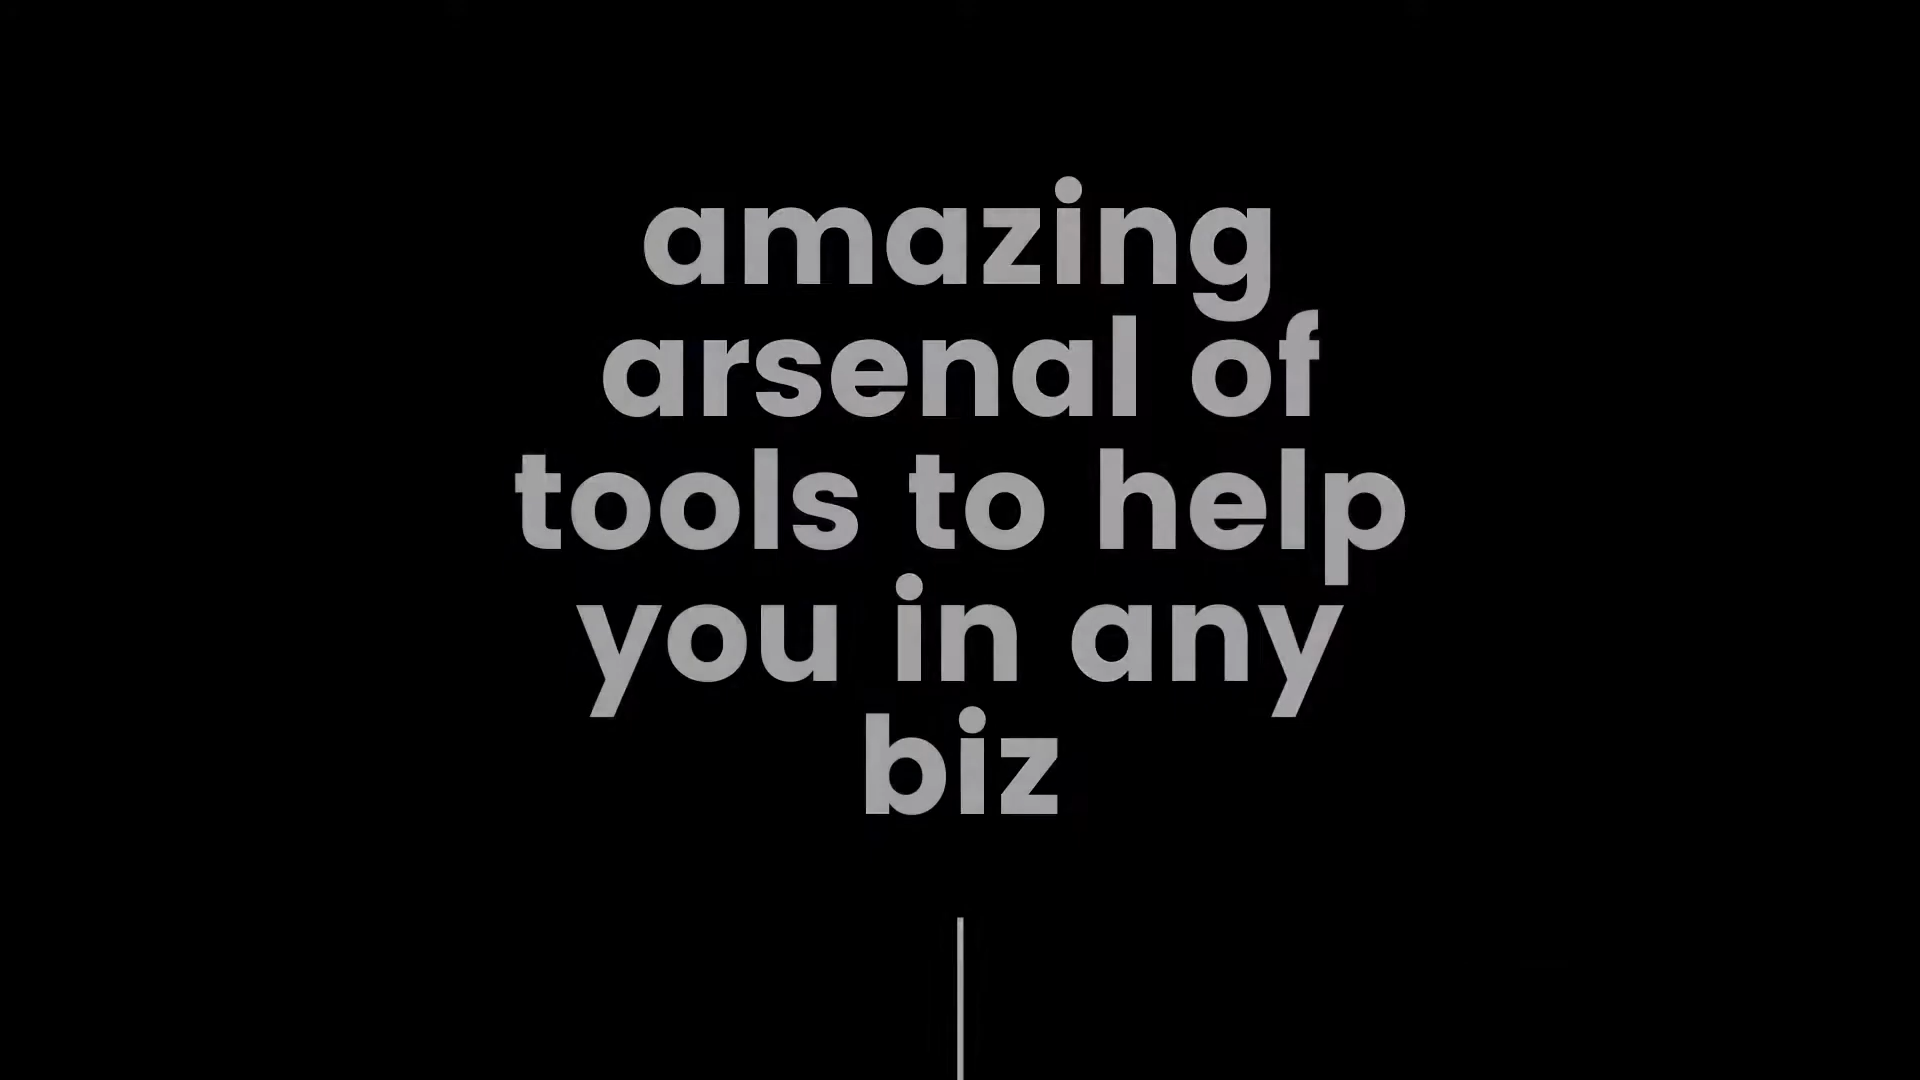 amazing
arsenal of
tools to help
you in any
biz